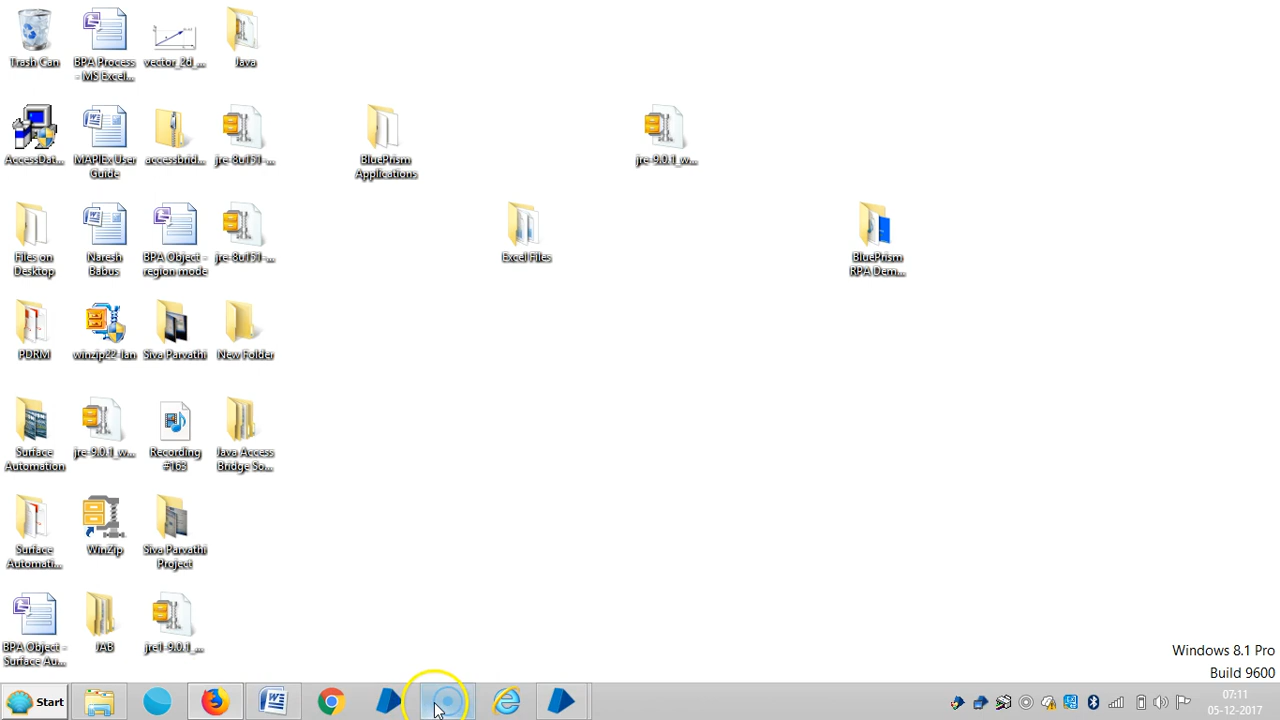 Trash Can
BPA Process
- MS Excel...
vector_2d_...
Java
AccessDat...
MAPIEx User
Guide
accessbrid...
jre-8u151-...
BluePrism
Applications
jre-9.0.1_w...
Files on
Desktop
Naresh
Babus
BPA Object -
region mode
jre-8u151-...
Excel Files
BluePrism
RPA Dem...
PDRM
winzip22-lan
Siva Parvathi
New Folder
Surface
Automation
jre-9.0.1_w...
Recording
#163
Java Access
Bridge So...
Surface
Automati...
WinZip
Siva Parvathi
Project
BPA Object -
Surface Au...
JAB
jre1-9.0.1_...
Windows 8.1 Pro
Build 9600
Start
07:11
05-12-2017